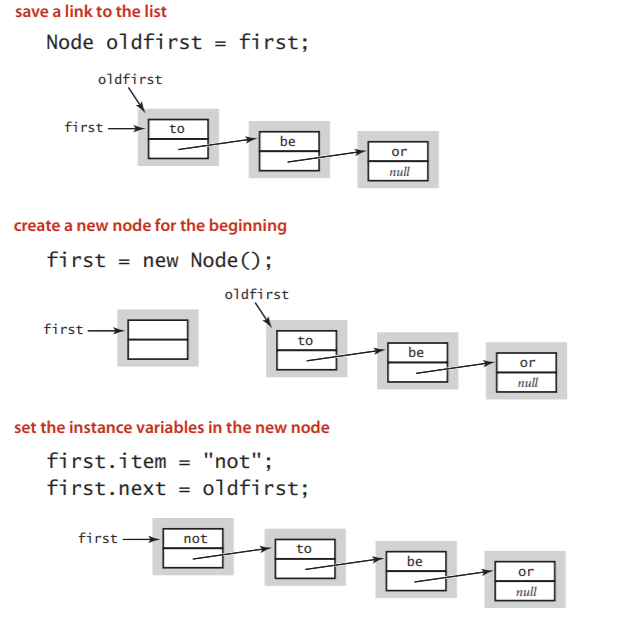 save a link to the list
Node oldfirst = first;
oldfirst
first
to
be
or
null
create a new node for the beginning
first = new Node();
oldfirst
first
to
be
or
null
set the instance variables in the new node
first.item = "not";
first.next = oldfirst;
first
not
to
be
or
null